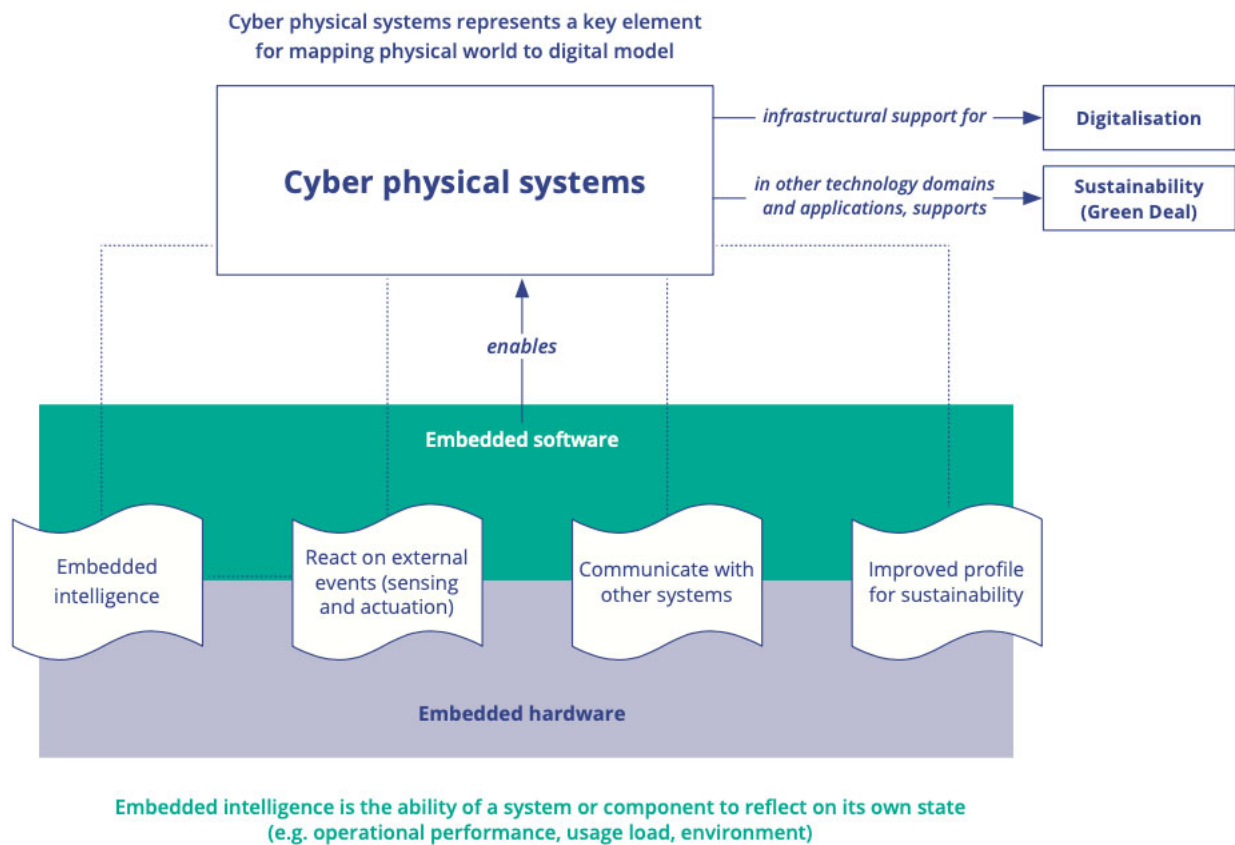 Cyber physical systems represents a key element
for mapping physical world to digital model
Cyber physical systems
infrastructural support for
Digitalisation
in other technology domains
and applications, supports
Sustainability
(Green Deal)
enables
Embedded software
Embedded
intelligence
React on external
events (sensing
and actuation)
Communicate with
other systems
Improved profile
for sustainability
Embedded hardware
Embedded intelligence is the ability of a system or component to reflect on its own state
(e.g. operational performance, usage load, environment)